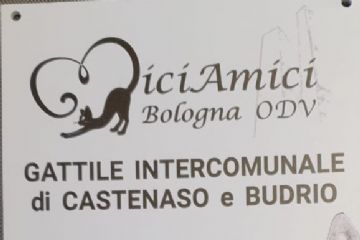 MiciAmici
Bologna ODV
GATTILE INTERCOMUNALE
di CASTENASO e BUDRIO